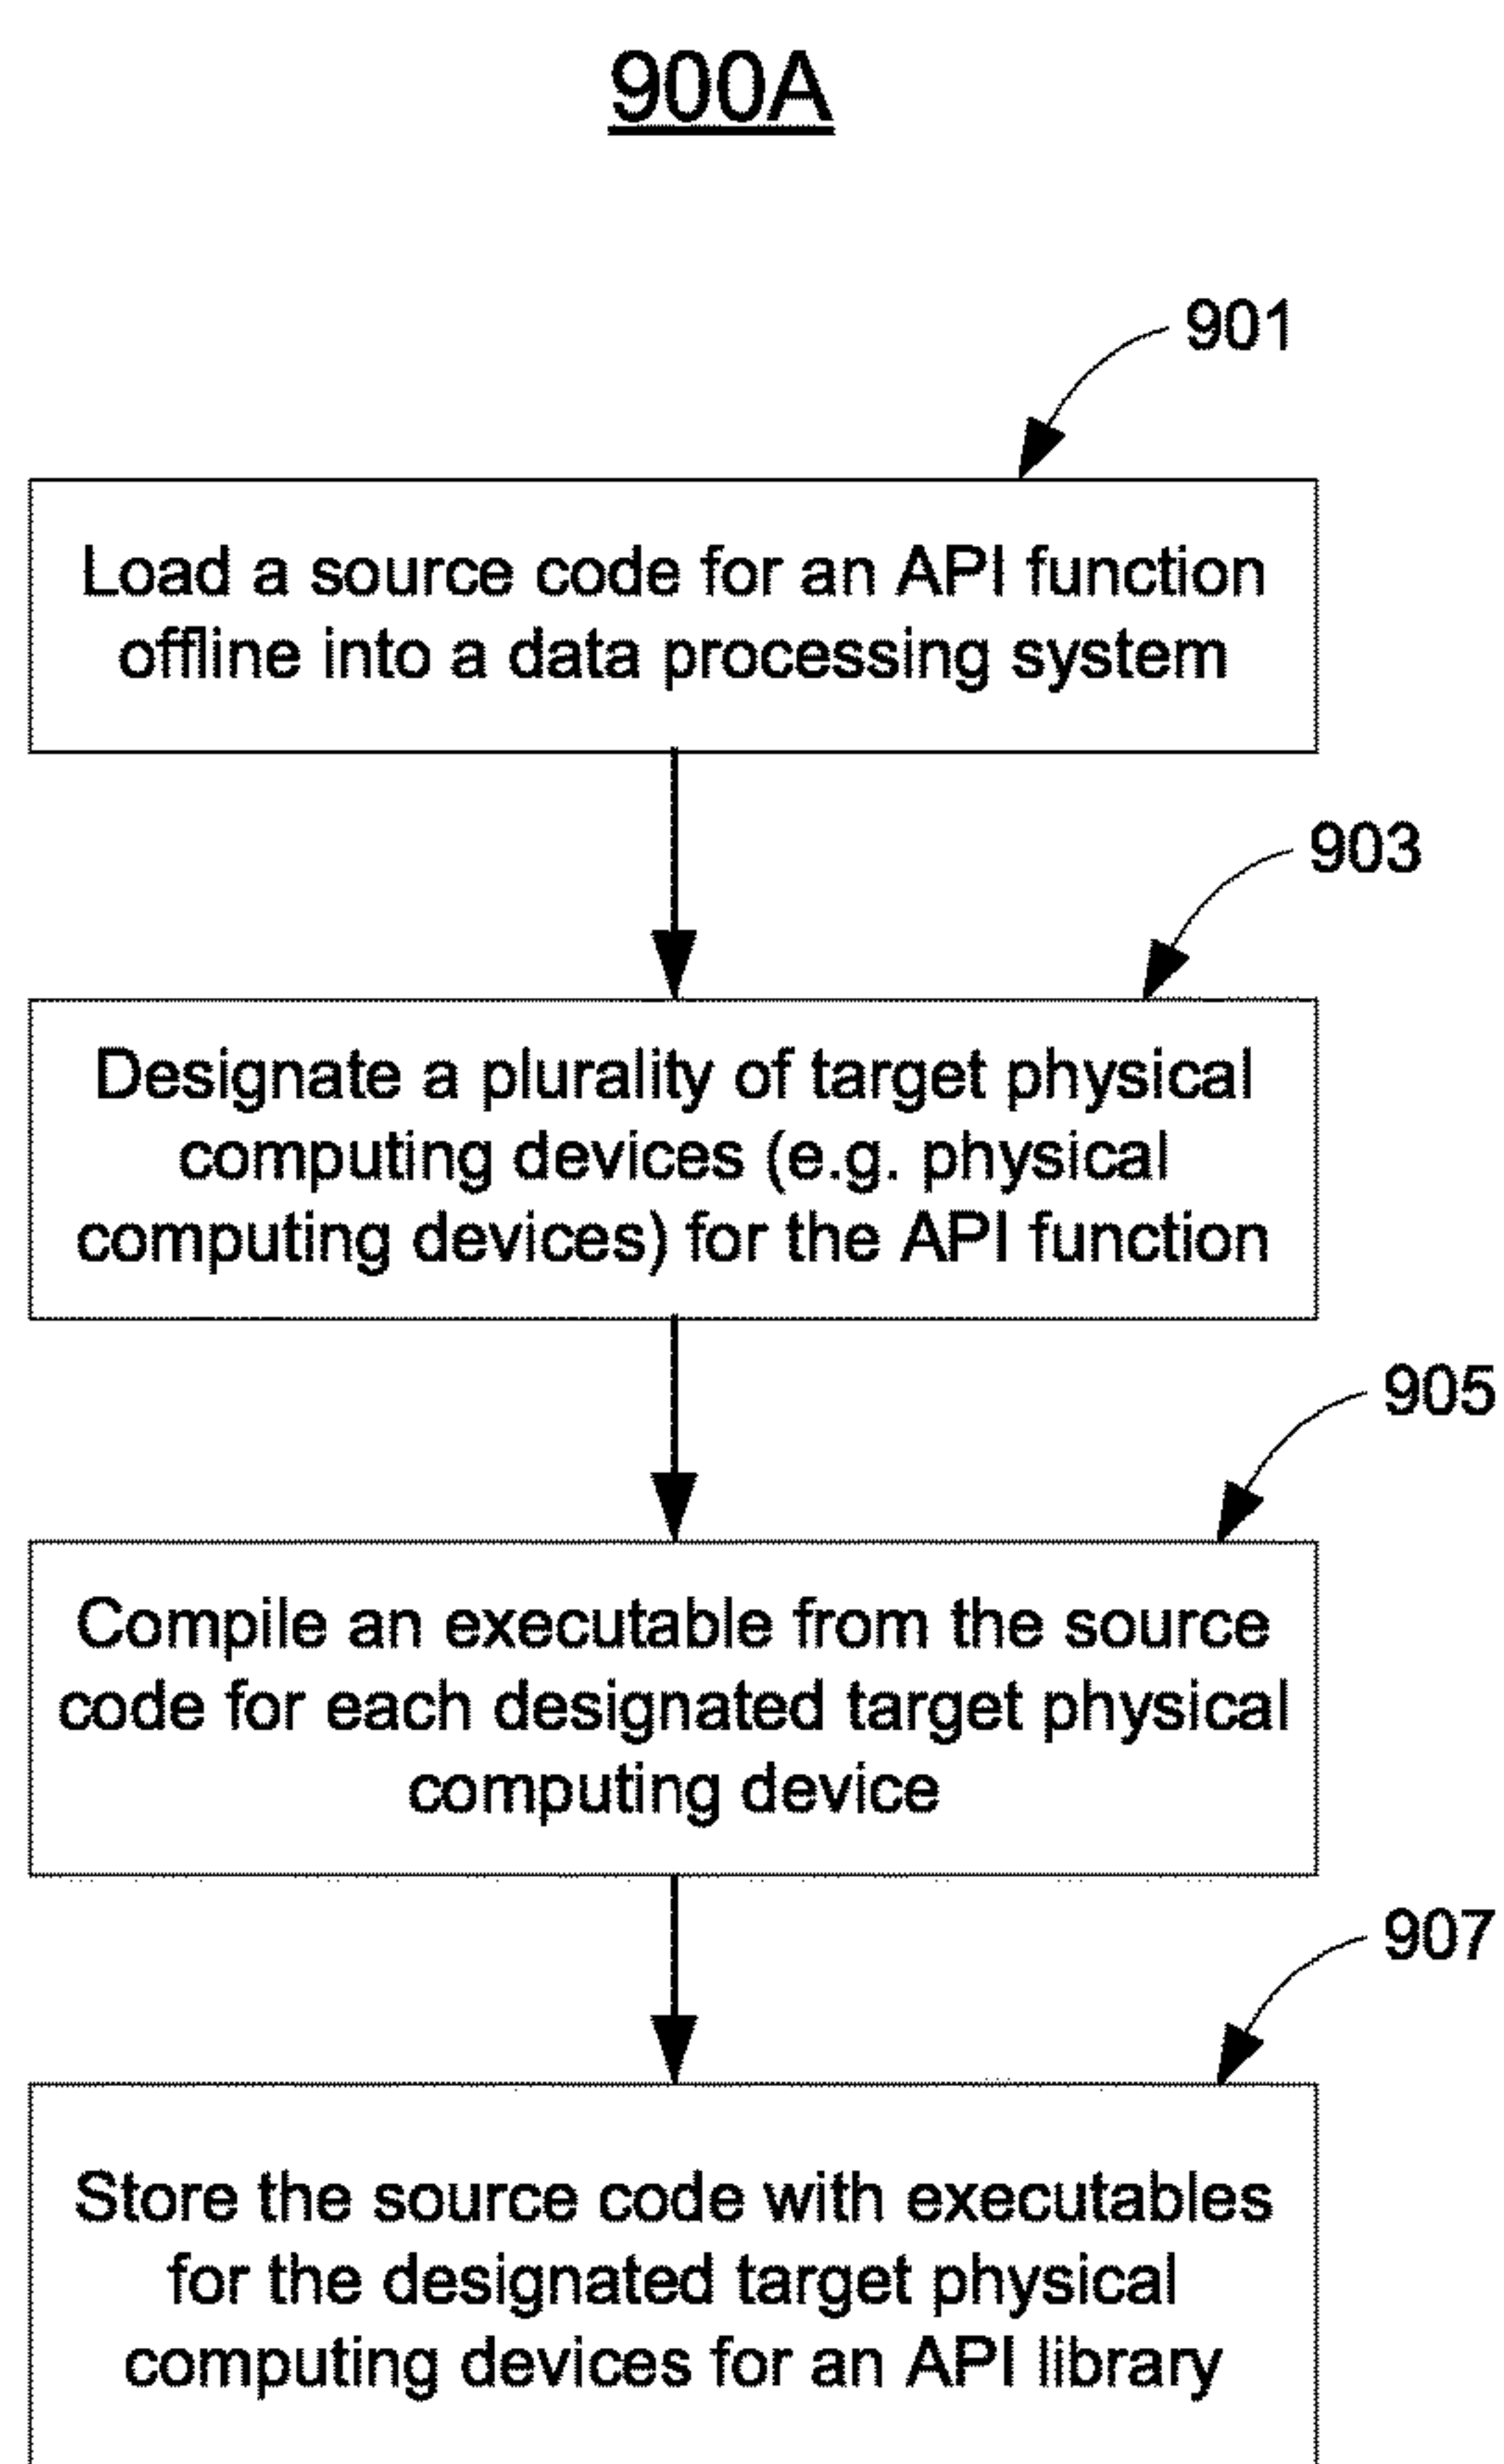 900A
901
Load a source code for an API function
offline into a data processing system
903
Designate a plurality of target physical
computing devices (e.g. physical
computing devices) for the API function
905
Compile an executable from the source
code for each designated target physical
computing device
907
Store the source code with executables
for the designated target physical
computing devices for an API library